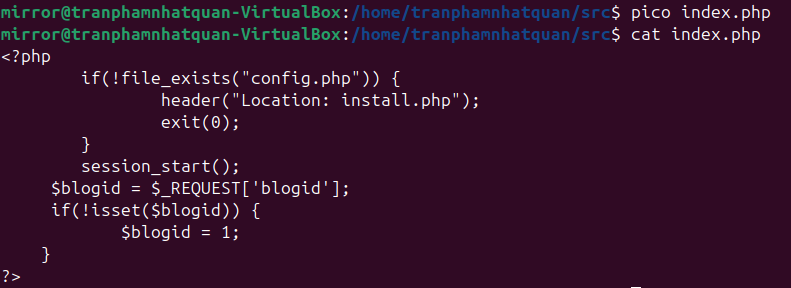 mirror@tranphamnhatquan-VirtualBox:/home/tranphamnhatquan/src$ pico index.php
mirror@tranphamnhatquan-VirtualBox:/home/tranphamnhatquan/src$ cat index.php
<?php
        if(!file_exists("config.php")) {
                header("Location: install.php");
                exit(0);
        }
        session_start();
     $blogid = $_REQUEST['blogid'];
     if(!isset($blogid)) {
            $blogid = 1;
    }
?>